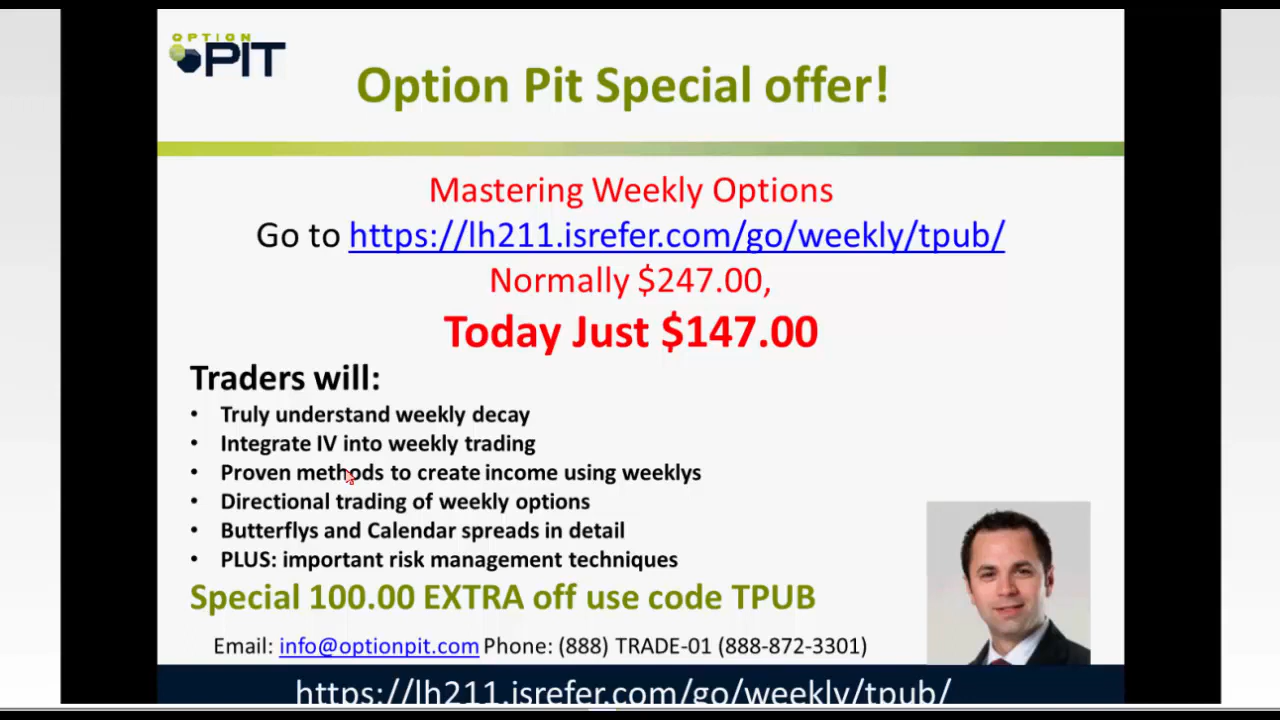 OPTION
PIT
Option Pit Special offer!
Mastering Weekly Options
Go to https://lh211.isrefer.com/go/weekly/tpub/
Normally $247.00,
Today Just $147.00
Traders will:
• Truly understand weekly decay
• Integrate IV into weekly trading
• Proven methods to create income using weeklys
• Directional trading of weekly options
• Butterflys and Calendar spreads in detail
• PLUS: important risk management techniques
Special 100.00 EXTRA off use code TPUB
Email: info@optionpit.com Phone: (888) TRADE-01 (888-872-3301)
https://lh211.isrefer.com/go/weekly/tpub/